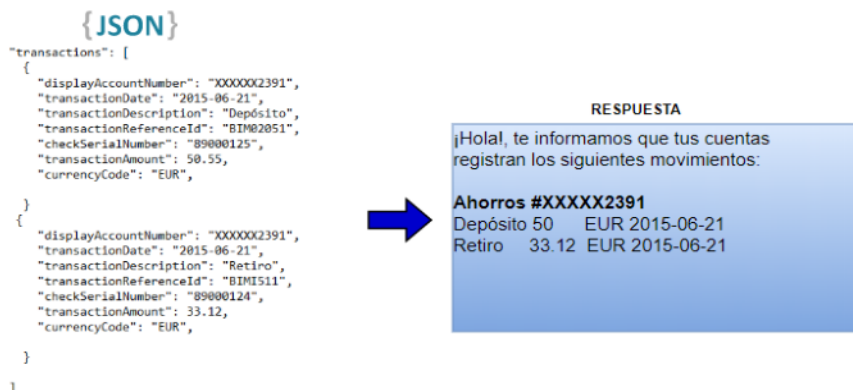 {JSON}
"transactions": [
{
"displayAccountNumber": "XXXXXX2391",
"transactionDate": "2015-06-21",
"transactionDescription": "Depósito",
"transactionReferenceId": "BIM02051",
"checkSerialNumber": "89000125",
"transactionAmount": 50.55,
"currencyCode": "EUR",
}
{
"displayAccountNumber": "XXXXXX2391",
"transactionDate": "2015-06-21",
"transactionDescription": "Retiro",
"transactionReferenceId": "BIMI511",
"checkSerialNumber": "89000124",
"transactionAmount": 33.12,
"currencyCode": "EUR",
}
]
RESPUESTA
¡Hola!, te informamos que tus cuentas
registran los siguientes movimientos:
Ahorros #XXXXX2391
Depósito 50 EUR 2015-06-21
Retiro 33.12 EUR 2015-06-21